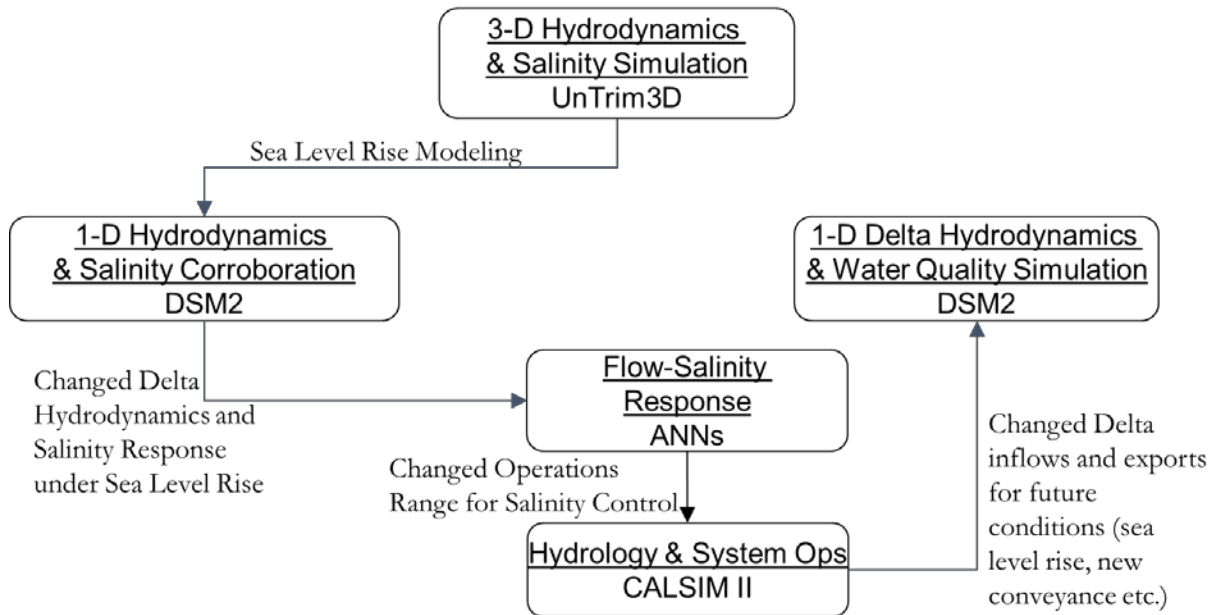 3-D Hydrodynamics
& Salinity Simulation
UnTrim3D
Sea Level Rise Modeling
1-D Hydrodynamics
& Salinity Corroboration
DSM2
1-D Delta Hydrodynamics
& Water Quality Simulation
DSM2
Changed Delta
Hydrodynamics and
Salinity Response
under Sea Level Rise
Flow-Salinity
Response
ANNs
Changed Operations
Range for Salinity Control
Hydrology & System Ops
CALSIM II
Changed Delta
inflows and exports
for future
conditions (sea
level rise, new
conveyance etc.)